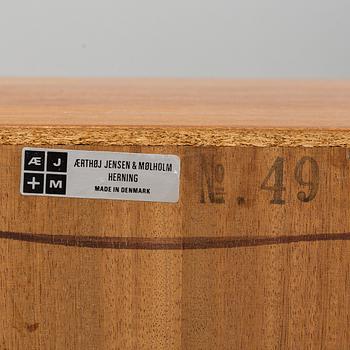 Æ J
+ M
ÆRTHØJ JENSEN & MØLHOLM
HERNING
MADE IN DENMARK
№. 49